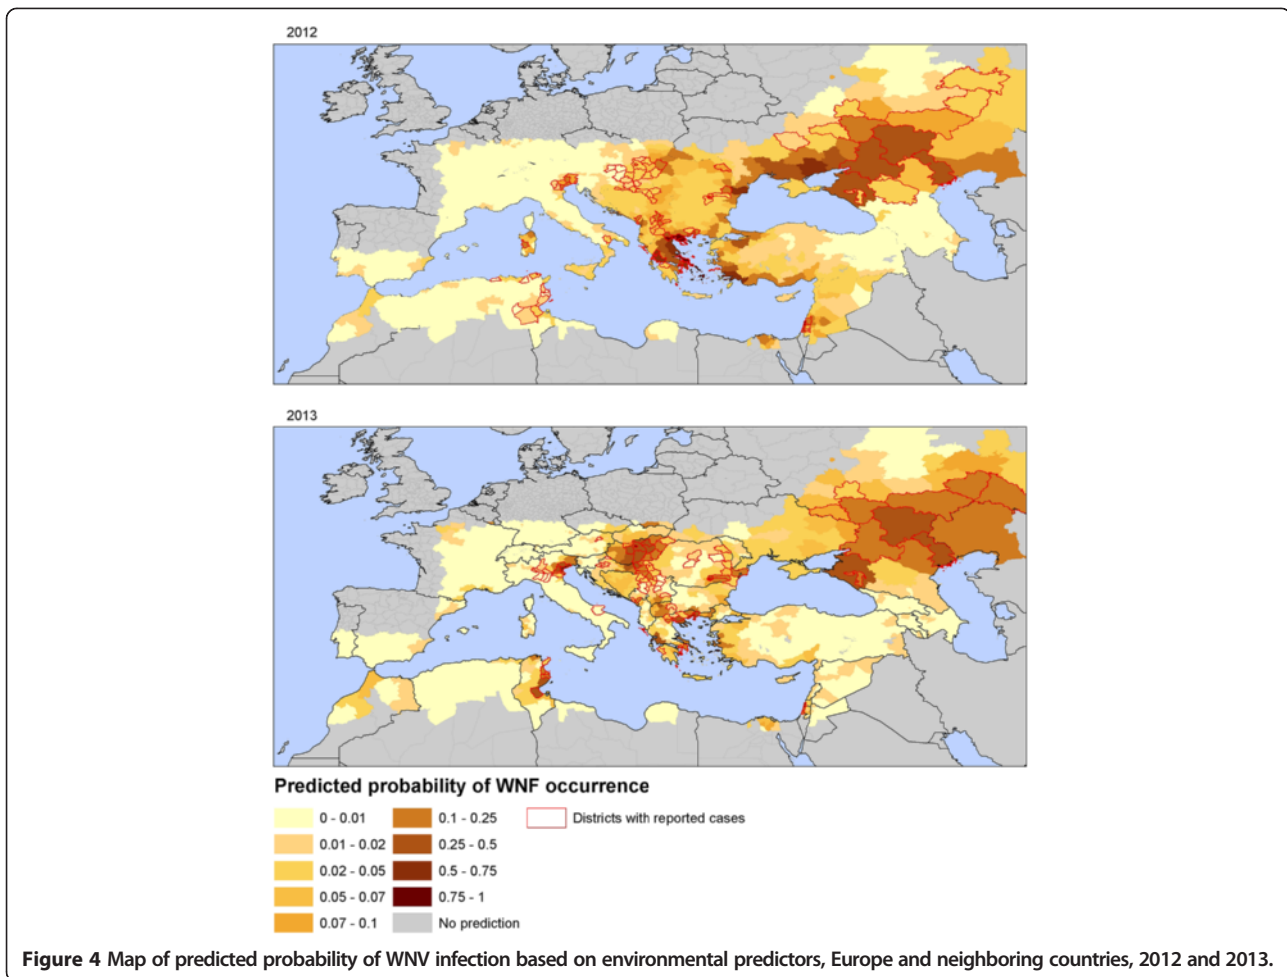 2012
2013
Predicted probability of WNF occurrence
0 - 0.01
0.01 - 0.02
0.02 - 0.05
0.05 - 0.07
0.07 - 0.1
0.1 - 0.25
0.25 - 0.5
0.5 - 0.75
0.75 - 1
No prediction
Districts with reported cases
Figure 4 Map of predicted probability of WNV infection based on environmental predictors, Europe and neighboring countries, 2012 and 2013.